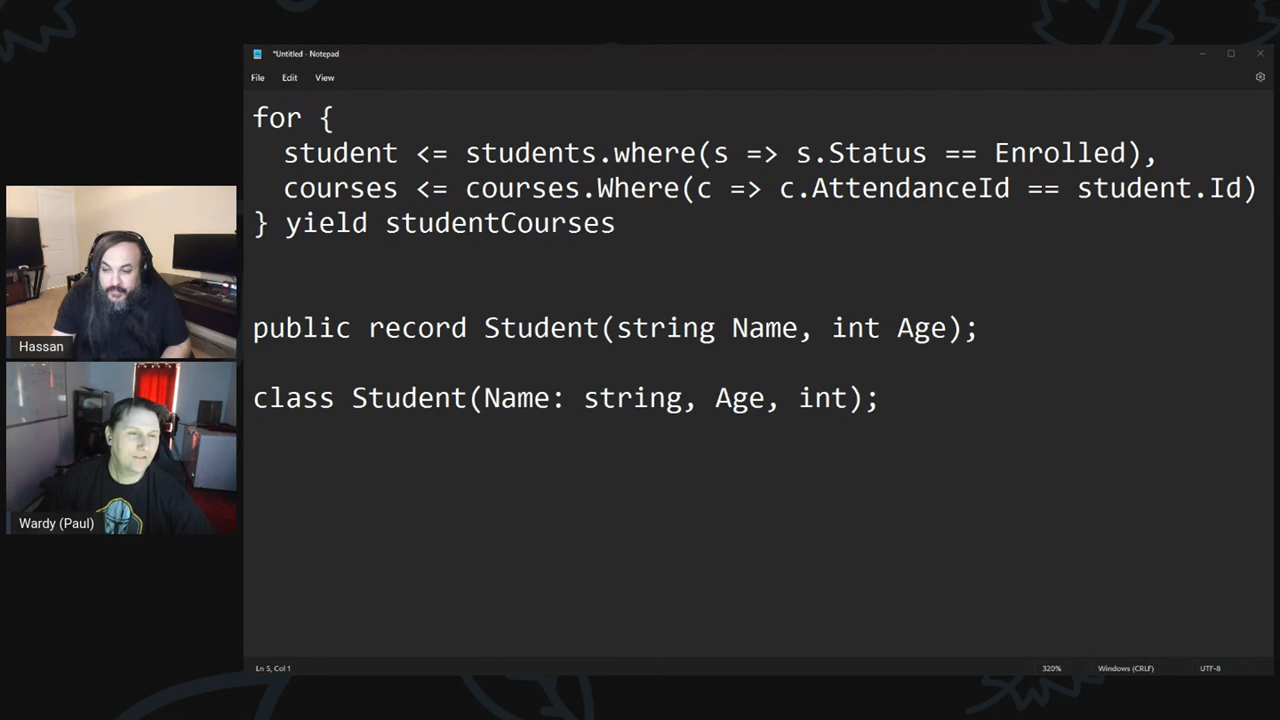 *Untitled - Notepad
File Edit View
for {
student <= students.where(s => s.Status == Enrolled),
courses <= courses.Where(c => c.AttendanceId == student.Id)
} yield studentCourses
public record Student(string Name, int Age);
class Student(Name: string, Age, int);
Hassan
Wardy (Paul)
Ln 5, Col 1 320% Windows (CRLF) UTF-8